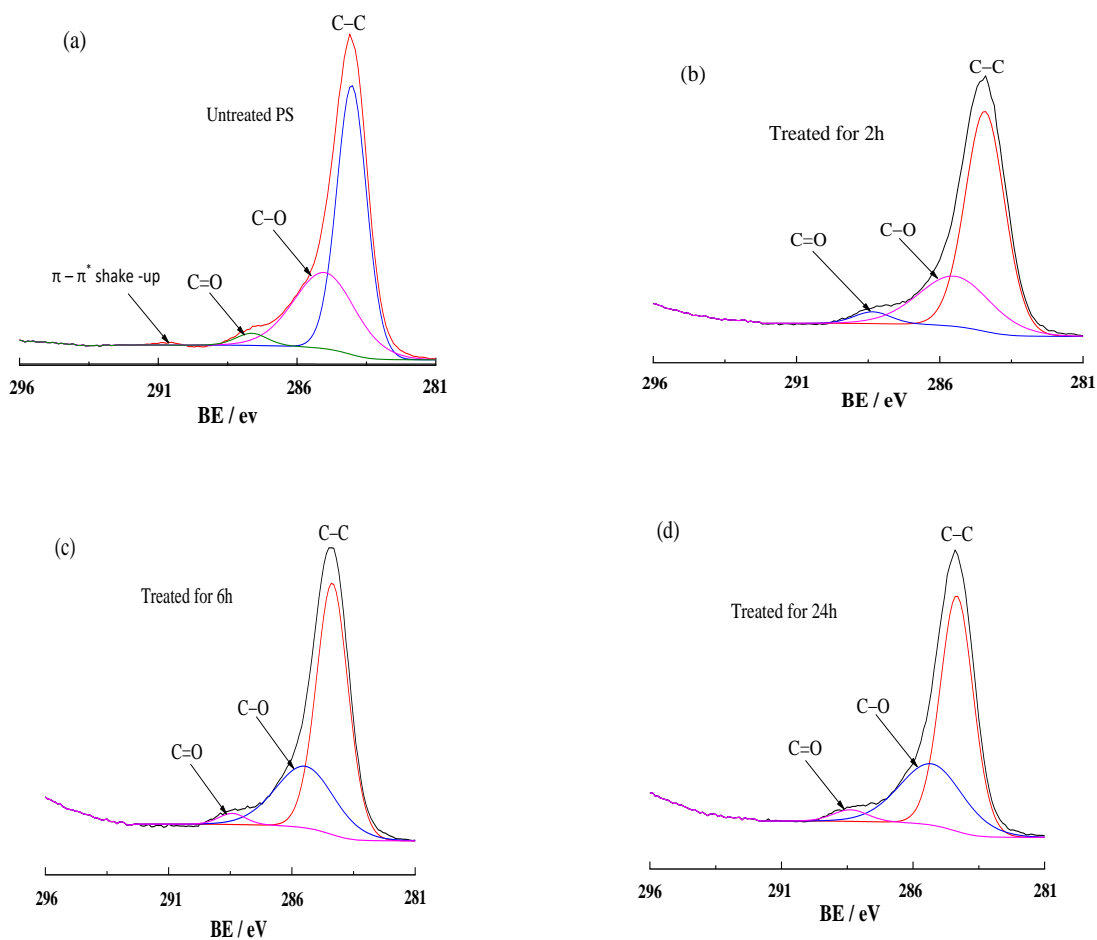 (a)
C–C
Untreated PS
C–O
π – π* shake -up
C=O
296
291
286
281
BE / ev
(b)
C–C
Treated for 2h
C=O
C–O
296
291
286
281
BE / eV
(c)
C–C
Treated for 6h
C–O
C=O
296
291
286
281
BE / eV
(d)
C–C
Treated for 24h
C–O
C=O
296
291
286
281
BE / eV